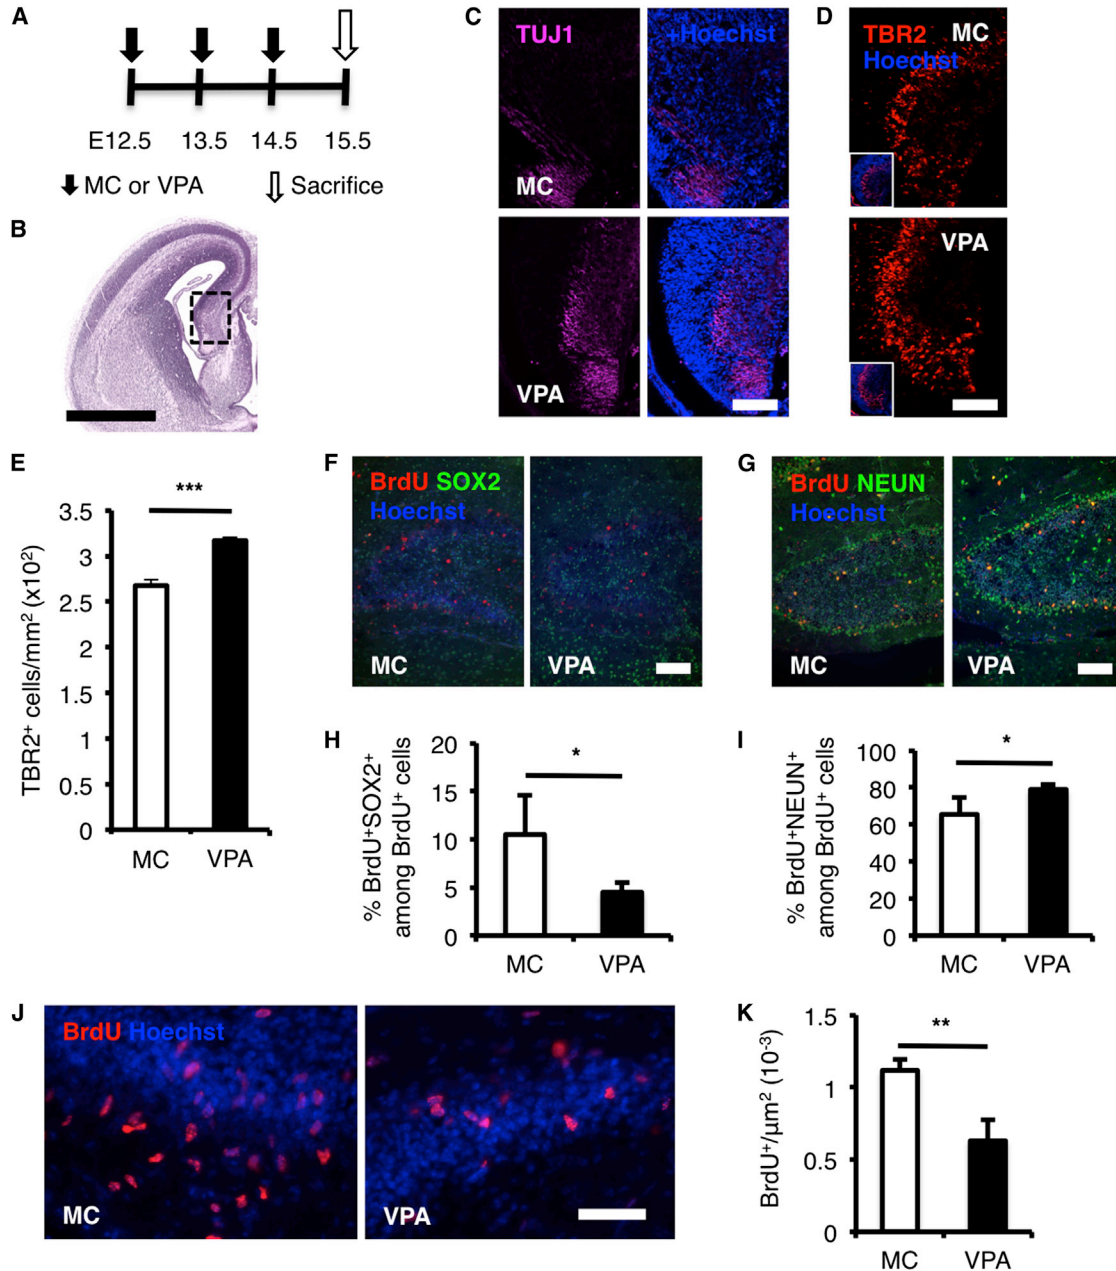 A
E12.5 13.5 14.5 15.5
MC or VPA Sacrifice
B
C
TUJ1 +Hoechst
MC
VPA
D
TBR2 MC
Hoechst
VPA
E
***
3.5
3
2.5
2
1.5
1
0.5
0
TBR2⁺ cells/mm² (x10²)
MC VPA
F
BrdU SOX2
Hoechst
MC VPA
G
BrdU NEUN
Hoechst
MC VPA
H
*
20
15
10
5
0
% BrdU⁺SOX2⁺
among BrdU⁺ cells
MC VPA
I
*
100
80
60
40
20
0
% BrdU⁺NEUN⁺
among BrdU⁺ cells
MC VPA
J
BrdU Hoechst
MC VPA
K
**
1.5
1
0.5
0
BrdU⁺/μm² (10⁻³)
MC VPA